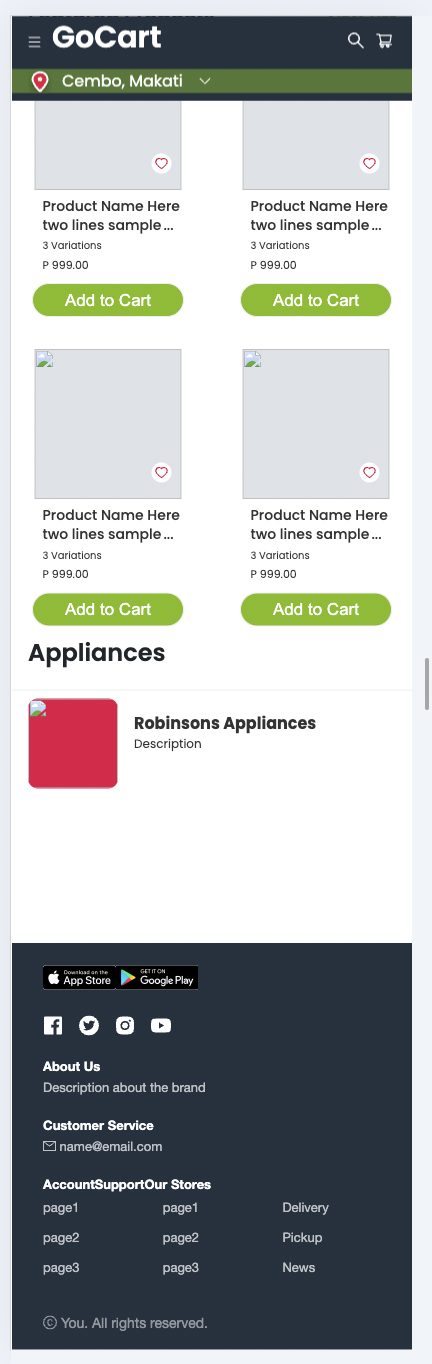 GoCart
Cembo, Makati
Product Name Here
two lines sample...
3 Variations
P 999.00
Add to Cart
Product Name Here
two lines sample...
3 Variations
P 999.00
Add to Cart
Product Name Here
two lines sample...
3 Variations
P 999.00
Add to Cart
Product Name Here
two lines sample...
3 Variations
P 999.00
Add to Cart
Appliances
Robinsons Appliances
Description
Download on the
App Store
GET IT ON
Google Play
About Us
Description about the brand
Customer Service
name@email.com
AccountSupportOur Stores
page1 page1 Delivery
page2 page2 Pickup
page3 page3 News
© You. All rights reserved.